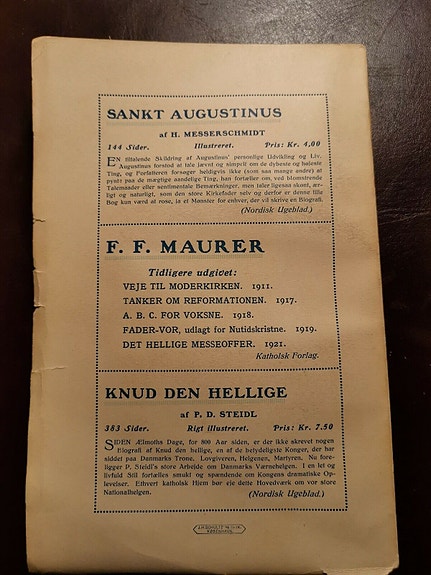 SANKT AUGUSTINUS
af H. MESSERSCHMIDT
144 Sider. Illustreret. Pris: Kr. 4,00
EN tiltalende Skildring af Augustinus' personlige Udvikling og Liv.
Augustinus forstod at tale jævnt og simpelt om de dybeste og højeste
Ting, og Forfatteren forsøger heldigvis ikke (som saa mange andre) at
pynte paa de mægtige aandelige Ting, han fortæller om, ved blomstrende
Talemaader eller sentimentale Bemærkninger, men taler ligesaa skønt, ær-
ligt og naturligt, som den store Kirkefader selv og derfor er denne lille
Bog kun værd at rose, ja et Mønster for enhver, der vil skrive en Biografi.
(Nordisk Ugeblad.)
F. F. MAURER
Tidligere udgivet:
VEJE TIL MODERKIRKEN. 1911.
TANKER OM REFORMATIONEN. 1917.
A. B. C. FOR VOKSNE. 1918.
FADER-VOR, udlagt for Nutidskristne. 1919.
DET HELLIGE MESSEOFFER. 1921.
Katholsk Forlag.
KNUD DEN HELLIGE
af P. D. STEIDL
383 Sider. Rigt illustreret. Pris: Kr. 7.50
SIDEN Ælnoths Dage, for 800 Aar siden, er der ikke skrevet nogen
Biografi af Knud den hellige, en af de betydeligste Konger, der har
siddet paa Danmarks Trone, Lovgiveren, Helgenen, Martyren. Nu fore-
ligger P. Steidl's store Arbejde om Danmarks Værnehelgen. I en let og
livfuld Stil fortælles smukt og spændende om Kongens dramatiske Op-
levelser. Ethvert katholsk Hjem bør eje dette Hovedværk om vor store
Nationalhelgen.
(Nordisk Ugeblad.)